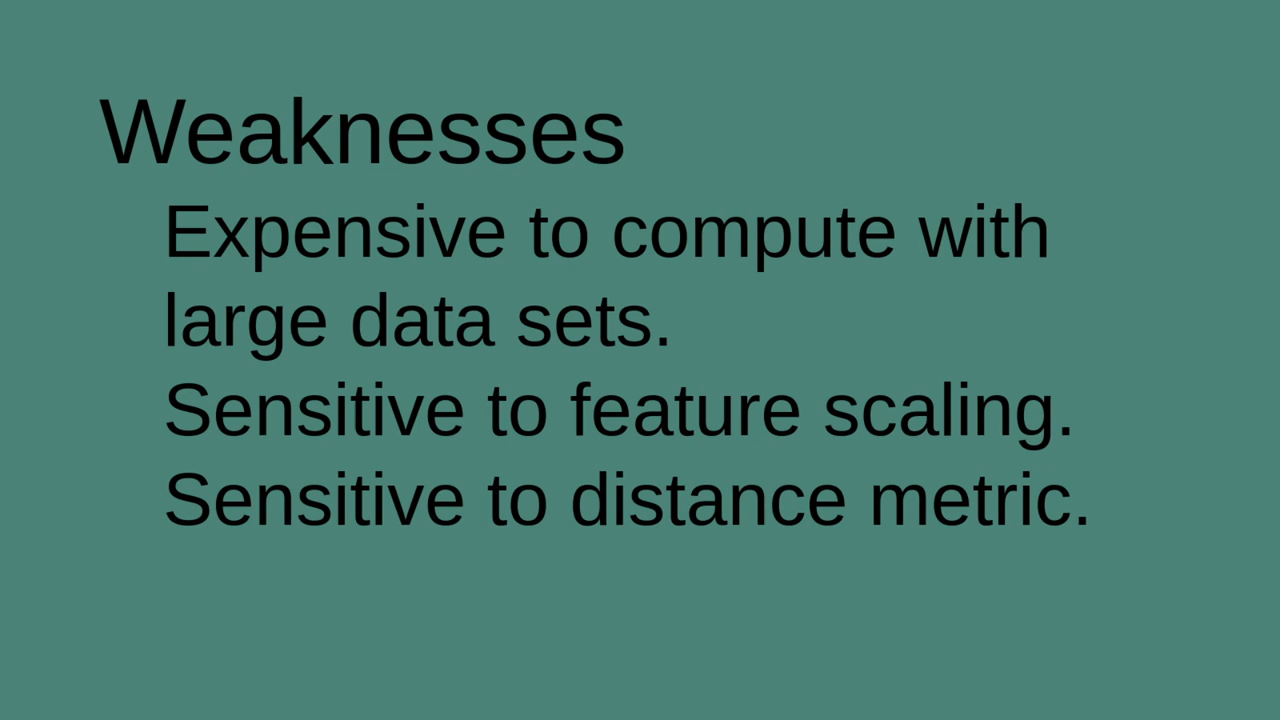 Weaknesses
Expensive to compute with
large data sets.
Sensitive to feature scaling.
Sensitive to distance metric.